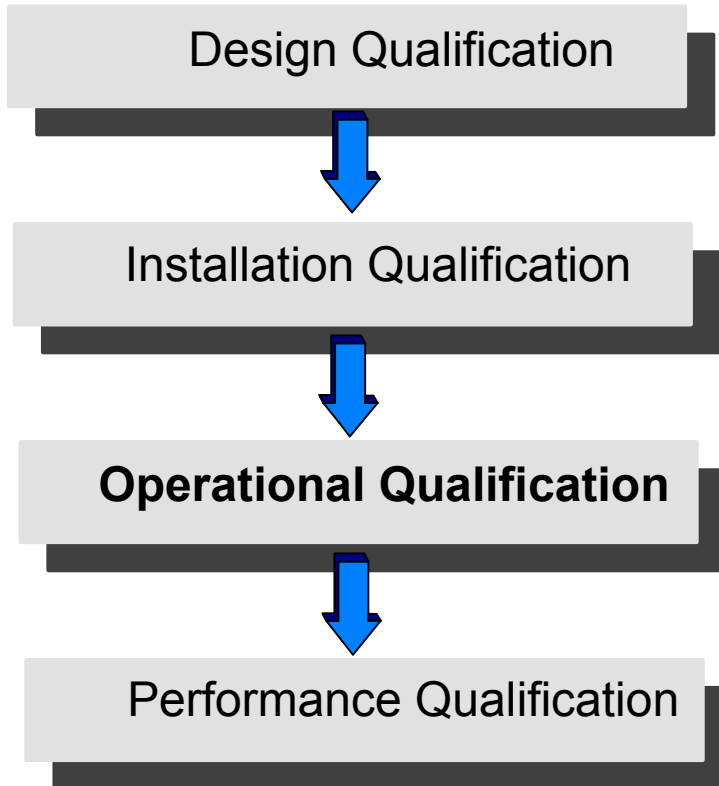 Design Qualification
Installation Qualification
Operational Qualification
Performance Qualification